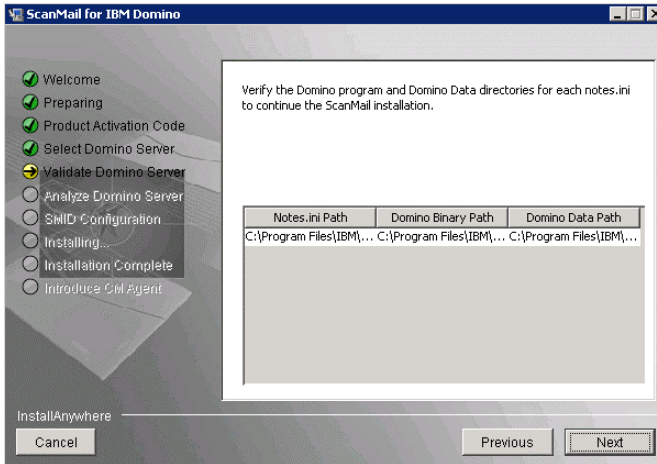 ScanMail for IBM Domino
Welcome
Preparing
Product Activation Code
Select Domino Server
Validate Domino Server
Analyze Domino Server
SMID Configuration
Installing...
Installation Complete
Introduce CM Agent
Verify the Domino program and Domino Data directories for each notes.ini
to continue the ScanMail installation.
Notes.ini Path Domino Binary Path Domino Data Path
C:\Program Files\IBM\... C:\Program Files\IBM\... C:\Program Files\IBM\...
InstallAnywhere
Cancel Previous Next